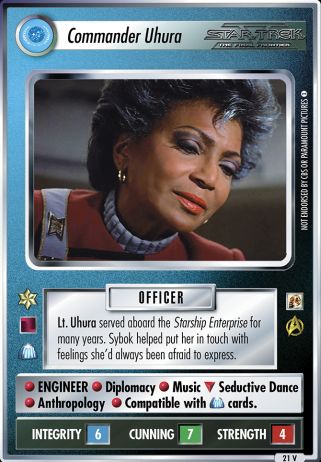 Commander Uhura
STAR TREK
THE FINAL FRONTIER
NOT ENDORSED BY CBS OR PARAMOUNT PICTURES
OFFICER
Lt. Uhura served aboard the Starship Enterprise for
many years. Sybok helped put her in touch with
feelings she'd always been afraid to express.
ENGINEER Diplomacy Music Seductive Dance
Anthropology Compatible with cards.
INTEGRITY 6 CUNNING 7 STRENGTH 4
21 V